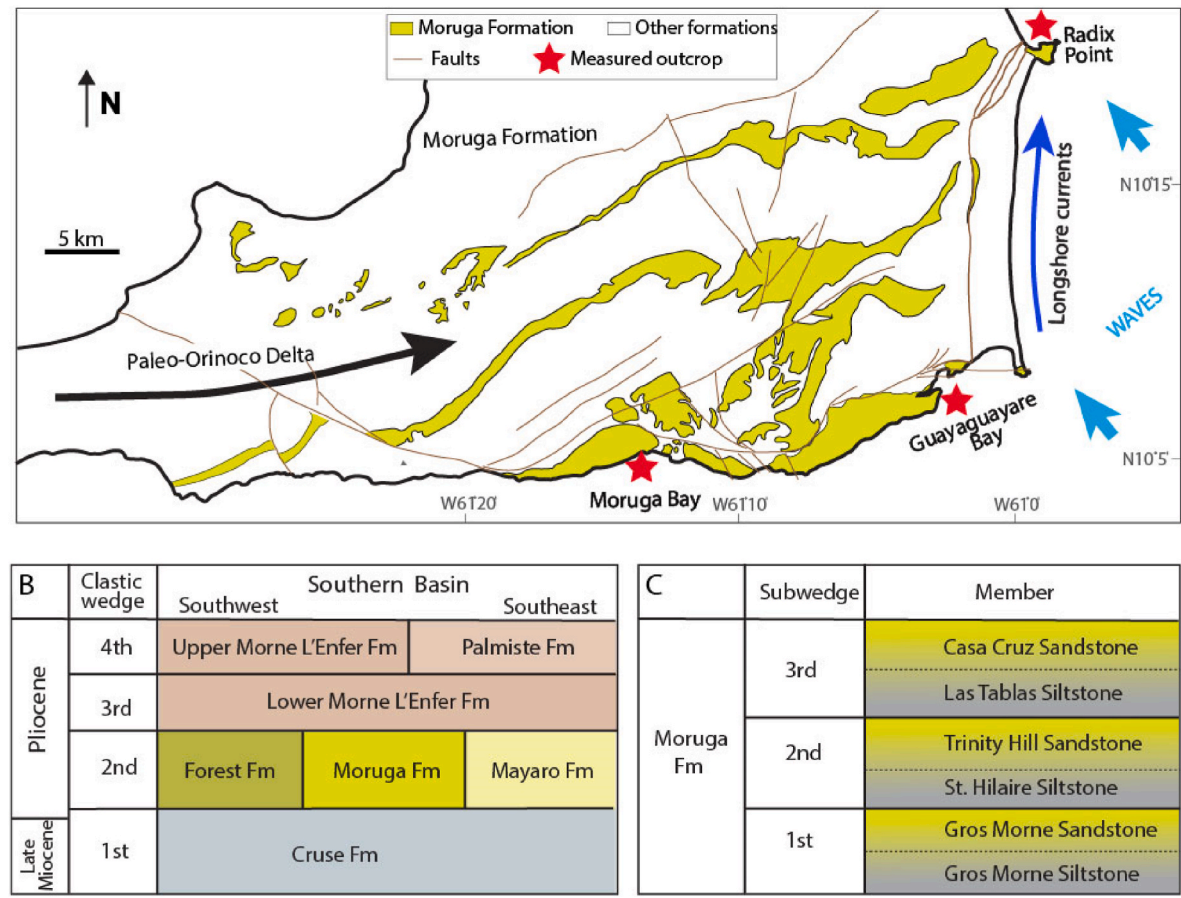 Moruga Formation
Other formations
Faults
Measured outcrop
Radix
Point
N
Moruga Formation
N10°15'
5 km
Longshore currents
WAVES
Paleo-Orinoco Delta
Guayaguayare
Bay
N10°5'
Moruga Bay
W61°20'
W61°10'
W61°0'
B
Clastic
wedge
Southern Basin
Southwest
Southeast
Pliocene
4th
Upper Morne L'Enfer Fm
Palmiste Fm
3rd
Lower Morne L'Enfer Fm
2nd
Forest Fm
Moruga Fm
Mayaro Fm
Late
Miocene
1st
Cruse Fm
C
Subwedge
Member
Moruga
Fm
3rd
Casa Cruz Sandstone
Las Tablas Siltstone
2nd
Trinity Hill Sandstone
St. Hilaire Siltstone
1st
Gros Morne Sandstone
Gros Morne Siltstone